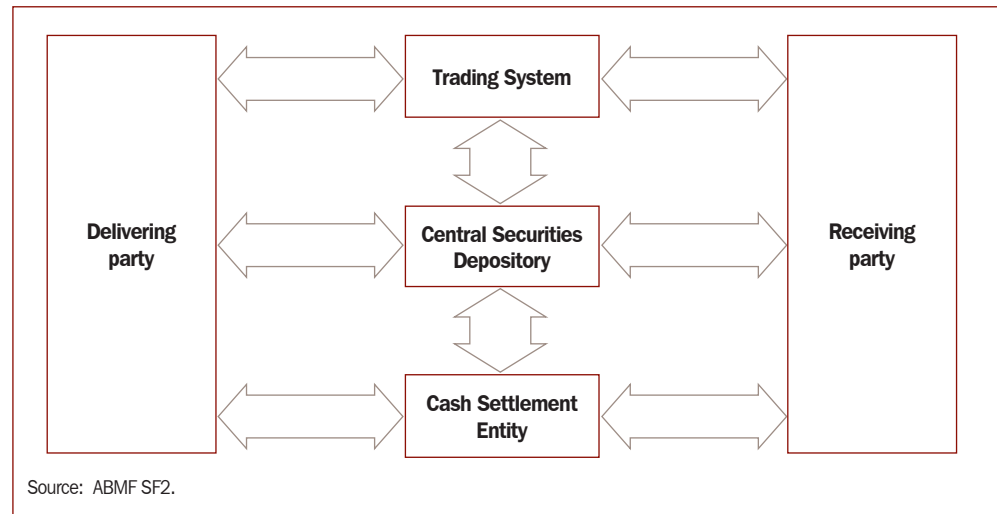 Trading System
Delivering
party
Central Securities
Depository
Receiving
party
Cash Settlement
Entity
Source: ABMF SF2.